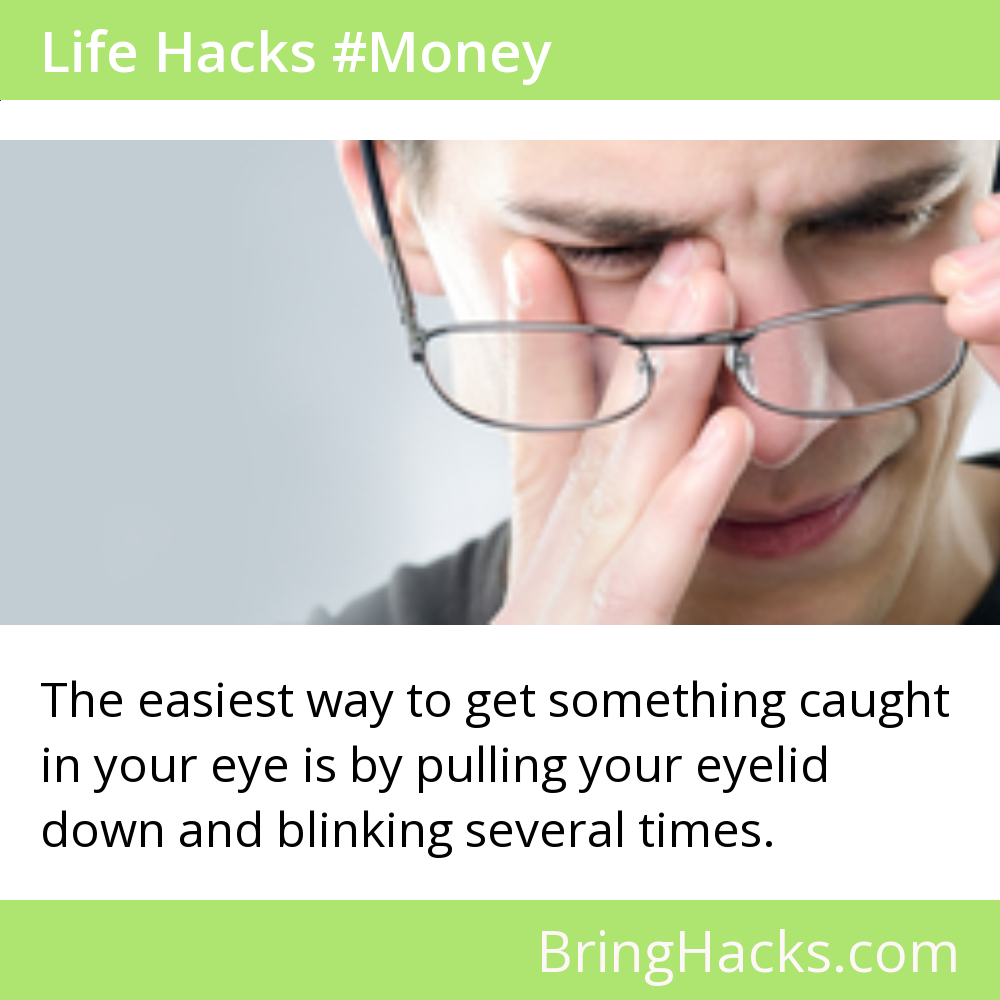 Life Hacks #Money
The easiest way to get something caught
in your eye is by pulling your eyelid
down and blinking several times.
BringHacks.com